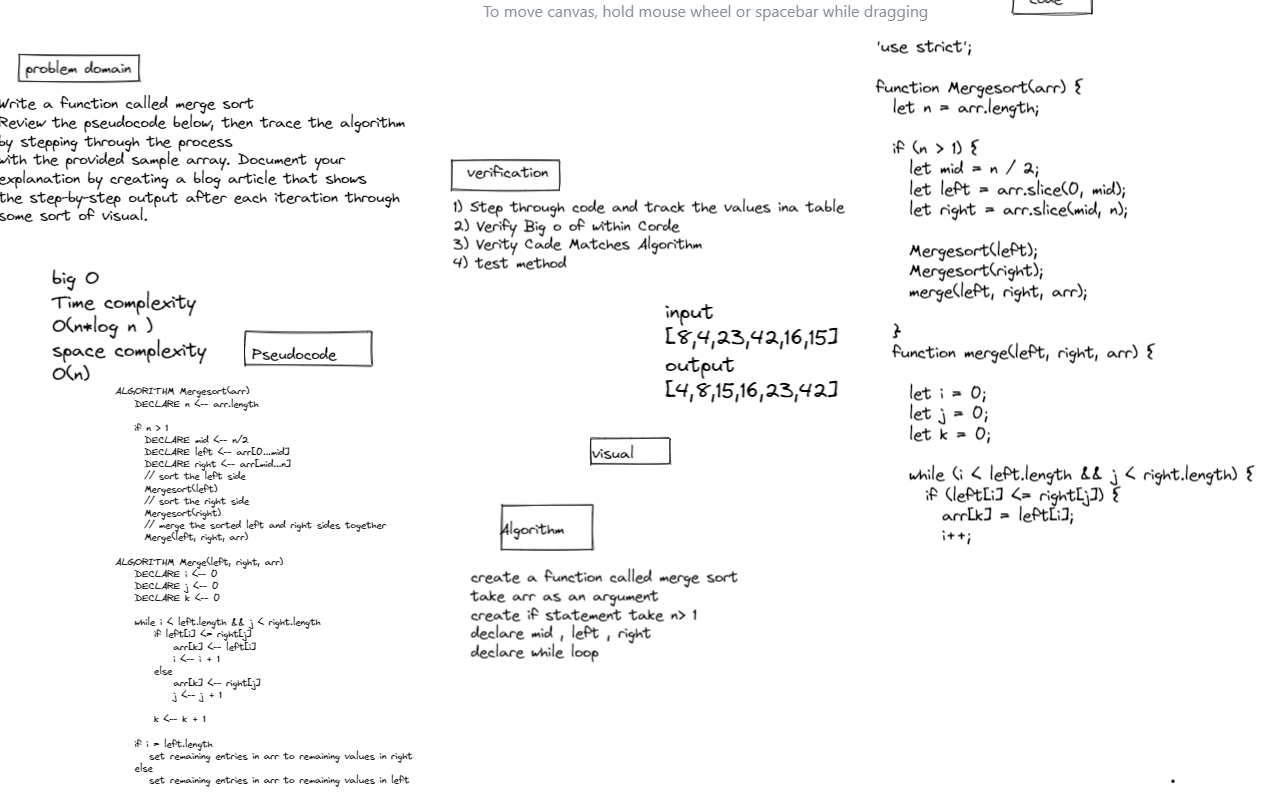 To move canvas, hold mouse wheel or spacebar while dragging
problem domain
Write a function called merge sort
Review the pseudocode below, then trace the algorithm
by stepping through the process
with the provided sample array. Document your
explanation by creating a blog article that shows
the step-by-step output after each iteration through
some sort of visual.
big O
Time complexity
O(n*log n )
space complexity
O(n)
Pseudocode
ALGORITHM Mergesort(arr)
DECLARE n <-- arr.length
if n > 1
DECLARE mid <-- n/2
DECLARE left <-- arr[0...mid]
DECLARE right <-- arr[mid...n]
// sort the left side
Mergesort(left)
// sort the right side
Mergesort(right)
// merge the sorted left and right sides together
Merge(left, right, arr)
ALGORITHM Merge(left, right, arr)
DECLARE i <-- 0
DECLARE j <-- 0
DECLARE k <-- 0
while i < left.length && j < right.length
if left[i] <= right[j]
arr[k] <-- left[i]
i <-- i + 1
else
arr[k] <-- right[j]
j <-- j + 1
k <-- k + 1
if i = left.length
set remaining entries in arr to remaining values in right
else
set remaining entries in arr to remaining values in left
verification
1) Step through code and track the values ina table
2) Verify Big o of within Corde
3) Verity Cade Matches Algorithm
4) test method
input
[8,4,23,42,16,15]
output
[4,8,15,16,23,42]
visual
Algorithm
create a function called merge sort
take arr as an argument
create if statement take n> 1
declare mid , left , right
declare while loop
code
'use strict';
function Mergesort(arr) {
let n = arr.length;
if (n > 1) {
let mid = n / 2;
let left = arr.slice(0, mid);
let right = arr.slice(mid, n);
Mergesort(left);
Mergesort(right);
merge(left, right, arr);
}
function merge(left, right, arr) {
let i = 0;
let j = 0;
let k = 0;
while (i < left.length && j < right.length) {
if (left[i] <= right[j]) {
arr[k] = left[i];
i++;